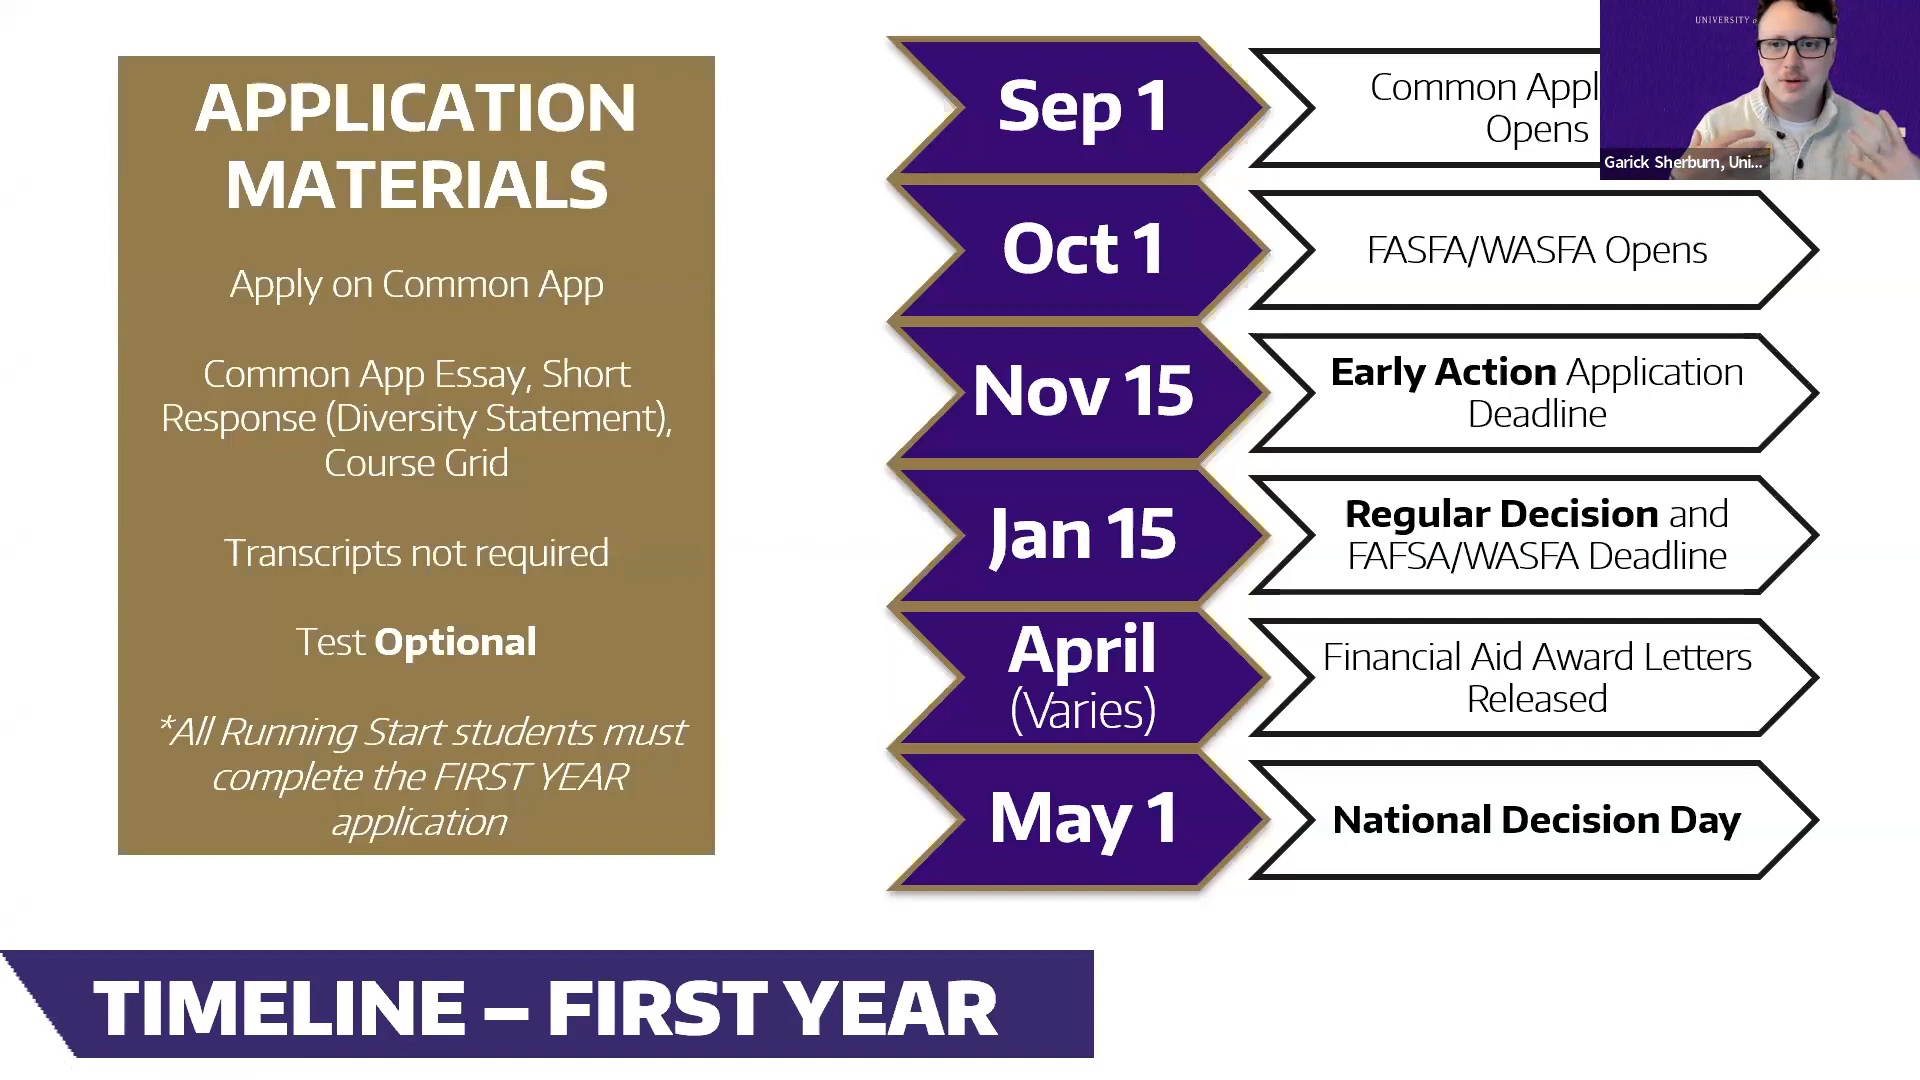 APPLICATION
MATERIALS
Apply on Common App
Common App Essay, Short
Response (Diversity Statement),
Course Grid
Transcripts not required
Test Optional
*All Running Start students must
complete the FIRST YEAR
application
Sep 1
Common Appl
Opens
Oct 1
FASFA/WASFA Opens
Nov 15
Early Action Application
Deadline
Jan 15
Regular Decision and
FAFSA/WASFA Deadline
April
(Varies)
Financial Aid Award Letters
Released
May 1
National Decision Day
TIMELINE – FIRST YEAR
UNIVERSITY
Garick Sherburn, Uni...